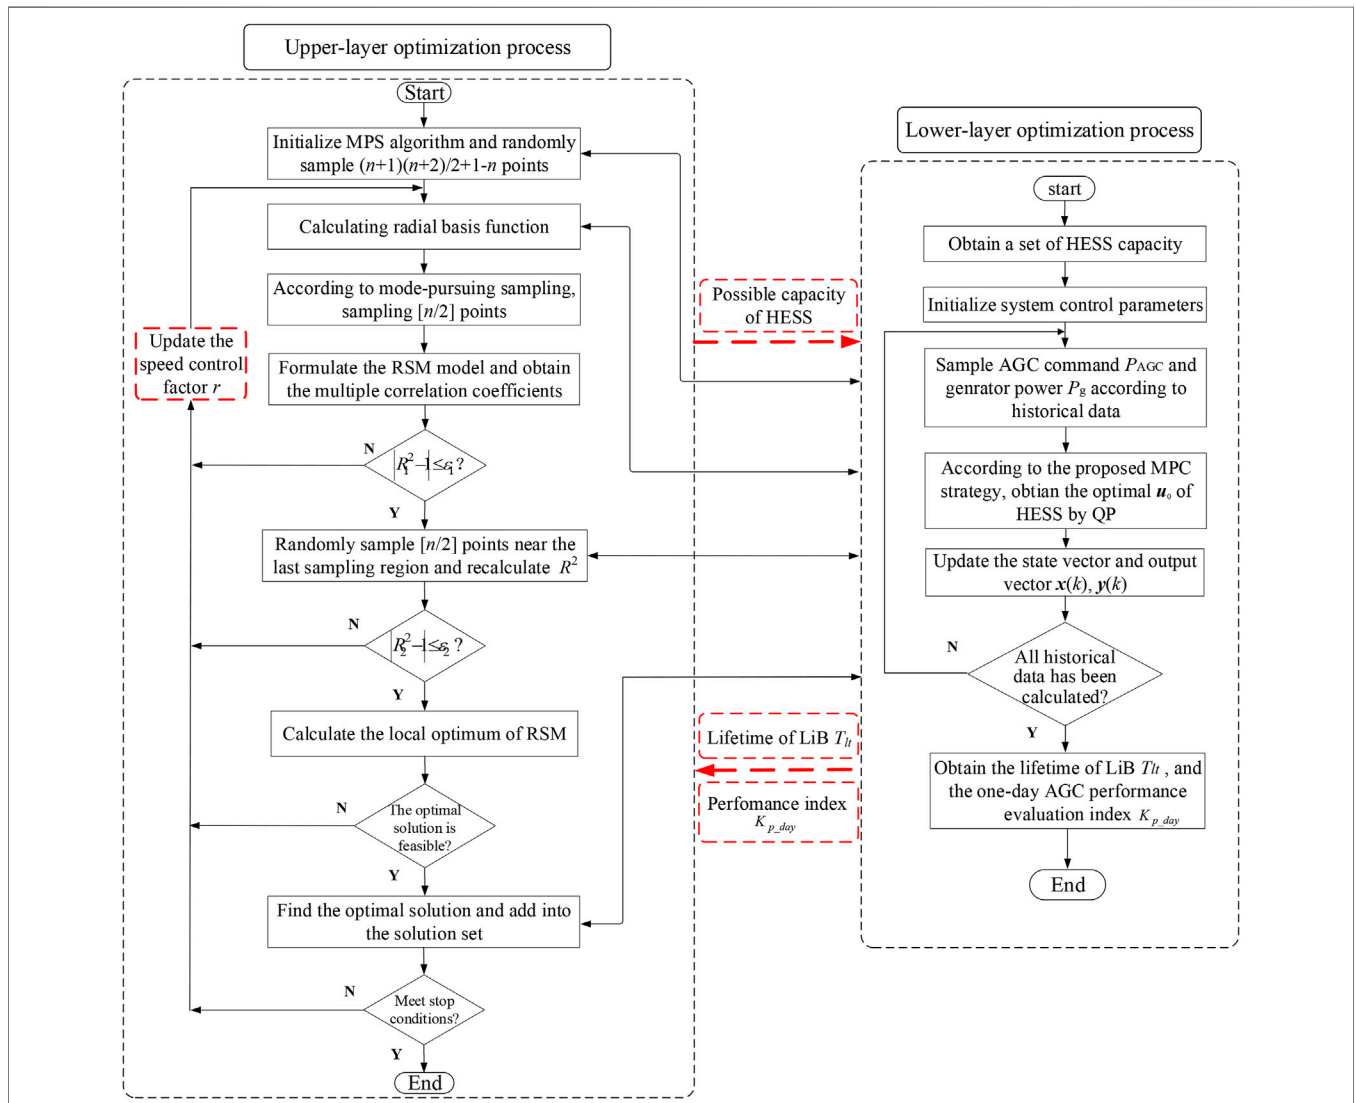 Upper-layer optimization process
Start
Initialize MPS algorithm and randomly
sample (n+1)(n+2)/2+1-n points
Calculating radial basis function
According to mode-pursuing sampling,
sampling [n/2] points
Update the
speed control
factor r
Formulate the RSM model and obtain
the multiple correlation coefficients
N
|R₁²−1|≤ε₁?
Y
Randomly sample [n/2] points near the
last sampling region and recalculate R²
N
|R₂²−1|≤ε₂?
Y
Calculate the local optimum of RSM
N
The optimal
solution is
feasible?
Y
Find the optimal solution and add into
the solution set
N
Meet stop
conditions?
Y
End
Possible capacity
of HESS
Lifetime of LiB T_lt
Perfomance index
K_p_day
Lower-layer optimization process
start
Obtain a set of HESS capacity
Initialize system control parameters
Sample AGC command PAGC and
genrator power Pg according to
historical data
According to the proposed MPC
strategy, obtian the optimal u₀ of
HESS by QP
Update the state vector and output
vector x(k), y(k)
N
All historical
data has been
calculated?
Y
Obtain the lifetime of LiB Tlt , and
the one-day AGC performance
evaluation index K_p_day
End